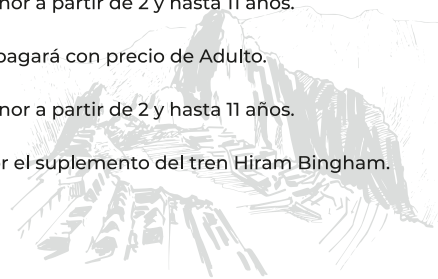 nor a partir de 2 y hasta 11 años.
pagará con precio de Adulto.
nor a partir de 2 y hasta 11 años.
r el suplemento del tren Hiram Bingham.